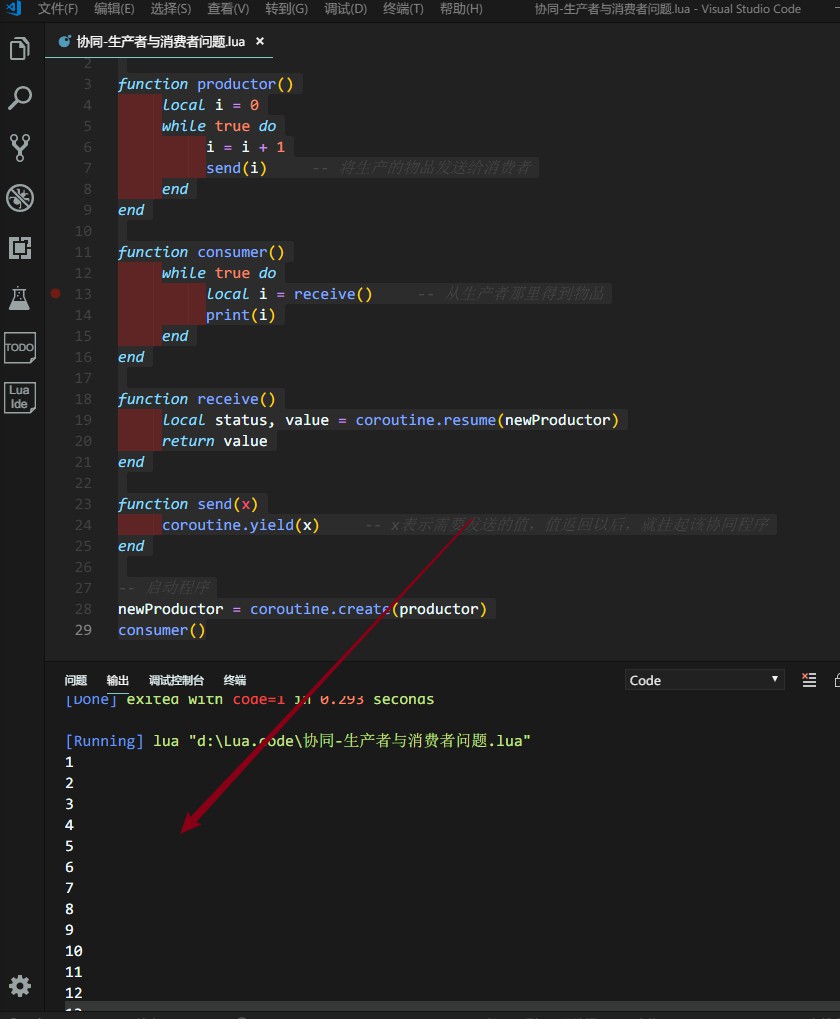 文件(F) 编辑(E) 选择(S) 查看(V) 转到(G) 调试(D) 终端(T) 帮助(H) 协同-生产者与消费者问题.lua - Visual Studio Code
协同-生产者与消费者问题.lua ×
2
3 function productor()
4 local i = 0
5 while true do
6 i = i + 1
7 send(i) -- 将生产的物品发送给消费者
8 end
9 end
10
11 function consumer()
12 while true do
13 local i = receive() -- 从生产者那里得到物品
14 print(i)
15 end
16 end
17
18 function receive()
19 local status, value = coroutine.resume(newProductor)
20 return value
21 end
22
23 function send(x)
24 coroutine.yield(x) -- x表示需要发送的值，值返回以后，就挂起该协同程序
25 end
26
27 -- 启动程序
28 newProductor = coroutine.create(productor)
29 consumer()
TODO
Lua
Ide
问题 输出 调试控制台 终端 Code
[Done] exited with code=1 in 0.293 seconds
[Running] lua "d:\Lua.code\协同-生产者与消费者问题.lua"
1
2
3
4
5
6
7
8
9
10
11
12